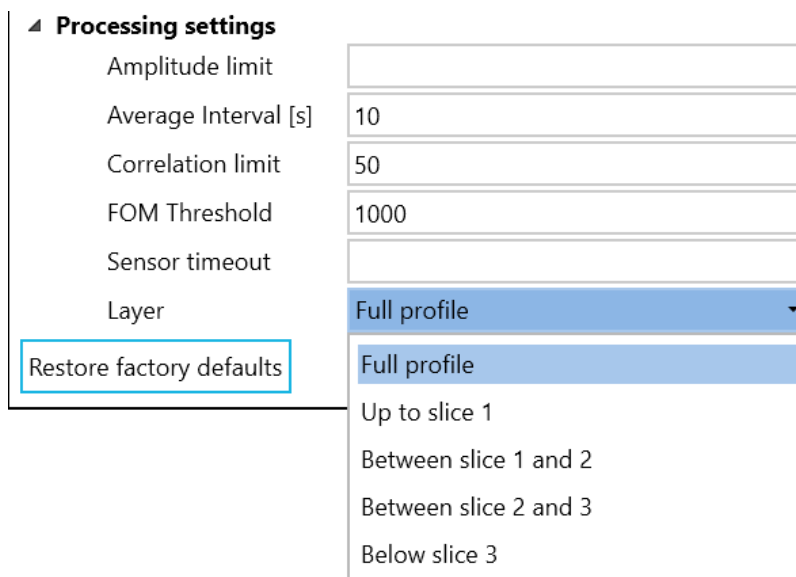 Processing settings
Amplitude limit
Average Interval [s] 10
Correlation limit 50
FOM Threshold 1000
Sensor timeout
Layer Full profile
Restore factory defaults Full profile
Up to slice 1
Between slice 1 and 2
Between slice 2 and 3
Below slice 3